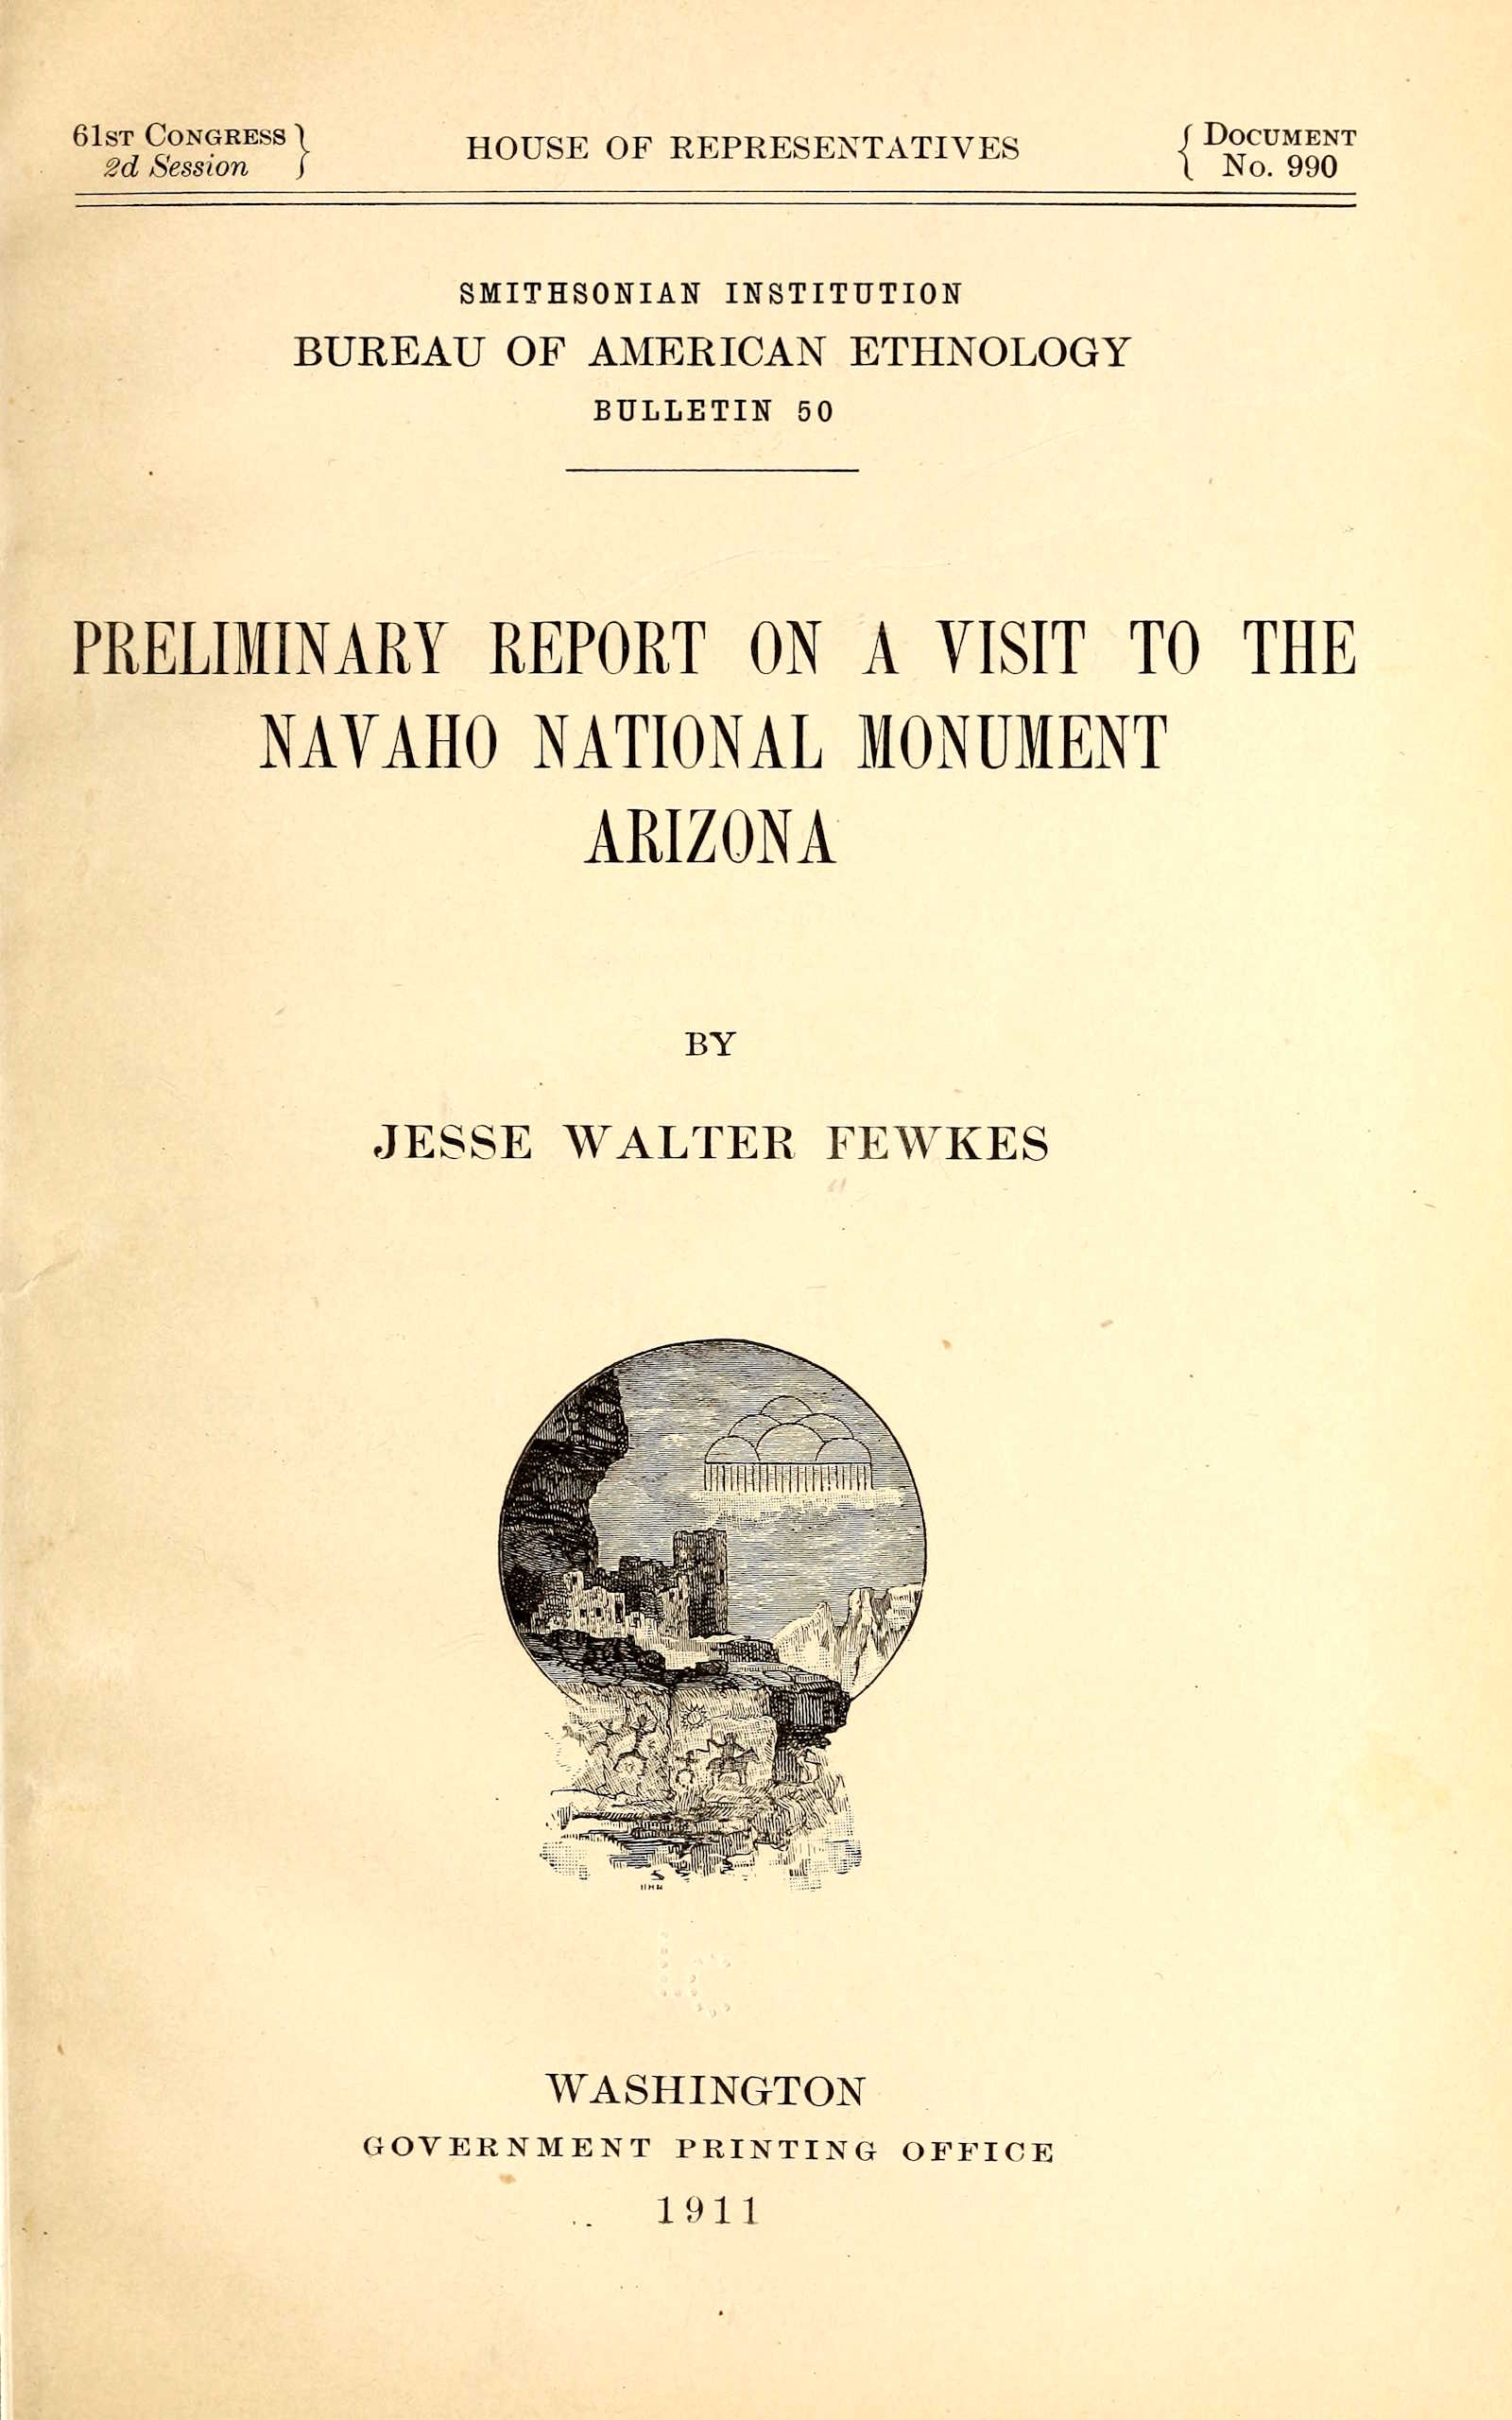 61ST CONGRESS
2d Session
HOUSE OF REPRESENTATIVES
DOCUMENT
No. 990
SMITHSONIAN INSTITUTION
BUREAU OF AMERICAN ETHNOLOGY
BULLETIN 50
PRELIMINARY REPORT ON A VISIT TO THE
NAVAHO NATIONAL MONUMENT
ARIZONA
BY
JESSE WALTER FEWKES
WASHINGTON
GOVERNMENT PRINTING OFFICE
1911